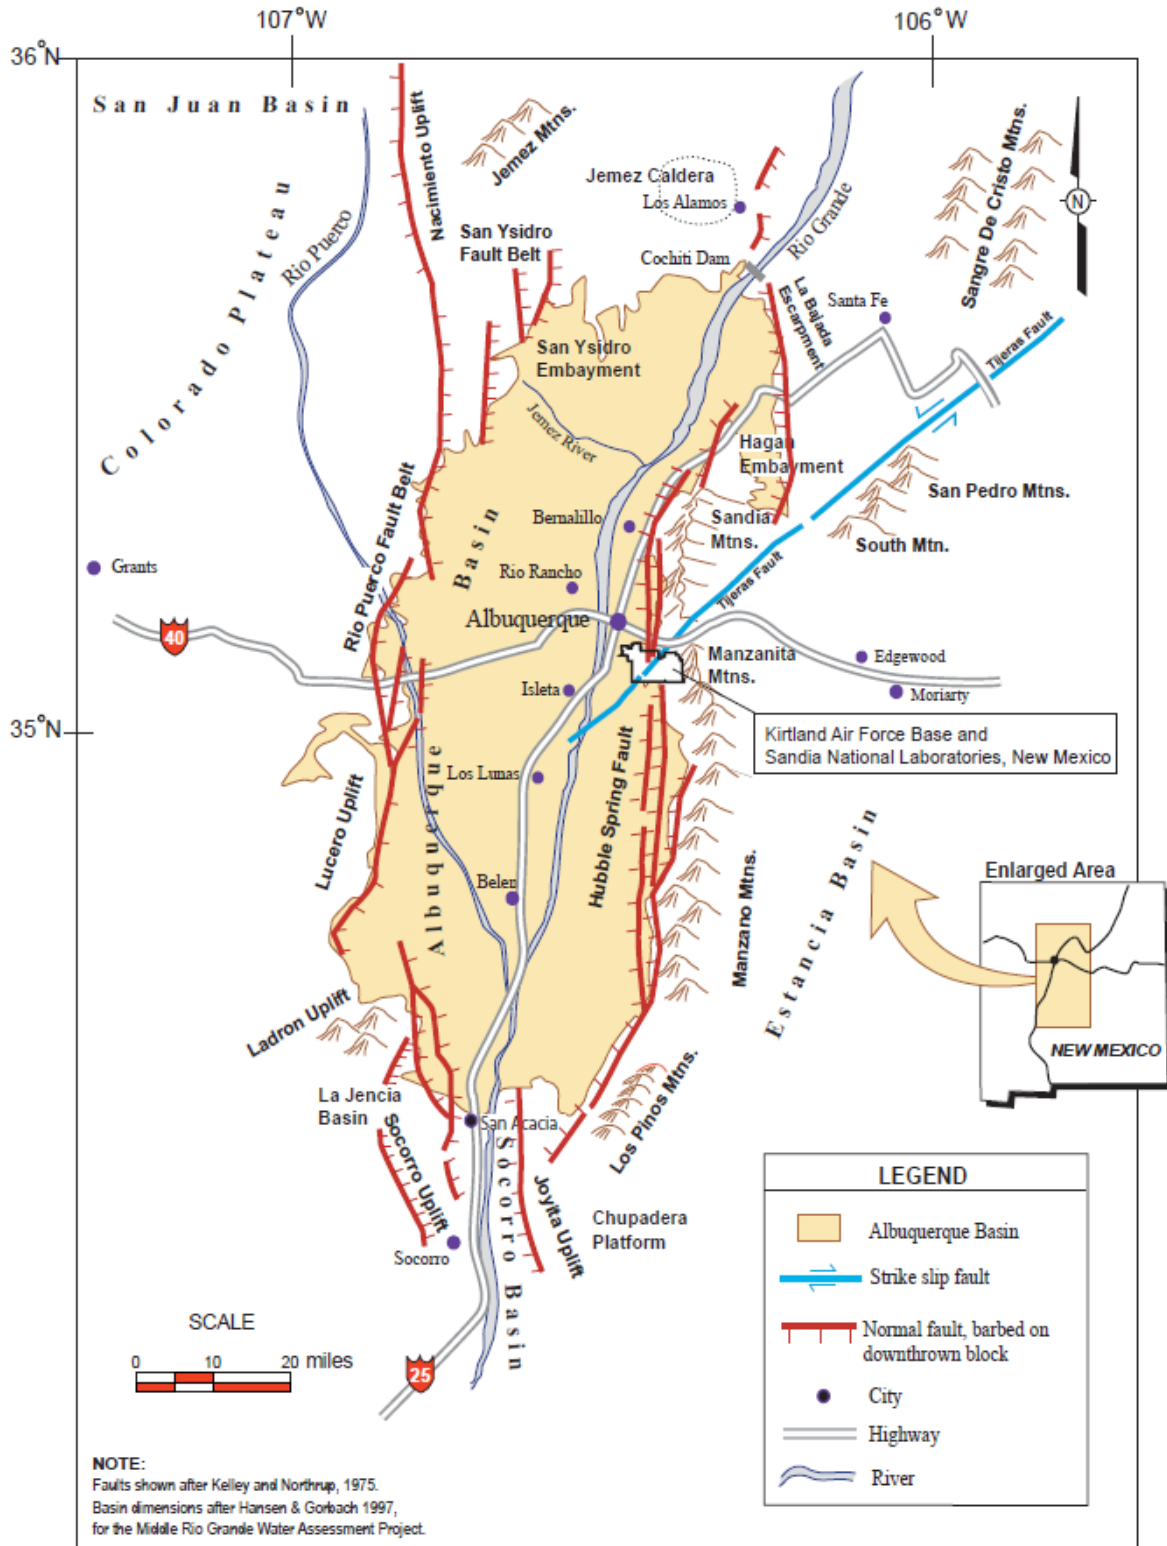 107°W
106°W
36°N
San Juan Basin
Nacimiento Uplift
Jemez Mtns.
Jemez Caldera
Los Alamos
Sangre De Cristo Mtns.
N
Colorado Plateau
Rio Puerco
San Ysidro
Fault Belt
Cochiti Dam
Rio Grande
La Bajada
Escarpment
Santa Fe
Tijeras Fault
San Ysidro
Embayment
Jemez River
Hagan
Embayment
San Pedro Mtns.
South Mtn.
Rio Puerco Fault Belt
Bernalillo
Sandia
Mtns.
Grants
Rio Rancho
Tijeras Fault
Albuquerque
40
Manzanita
Mtns.
Edgewood
Moriarty
Isleta
35°N
Kirtland Air Force Base and
Sandia National Laboratories, New Mexico
Los Lunas
Lucero Uplift
Albuquerque Basin
Hubble Spring Fault
Belen
Manzano Mtns.
Estancia Basin
Enlarged Area
NEW MEXICO
Ladron Uplift
La Jencia
Basin
San Acacia
Los Pinos Mtns.
Socorro Uplift
Socorro Basin
Joyita Uplift
Chupadera
Platform
Socorro
25
SCALE
0 10 20 miles
LEGEND
Albuquerque Basin
Strike slip fault
Normal fault, barbed on
downthrown block
City
Highway
River
NOTE:
Faults shown after Kelley and Northrup, 1975.
Basin dimensions after Hansen & Gorbach 1997,
for the Middle Rio Grande Water Assessment Project.